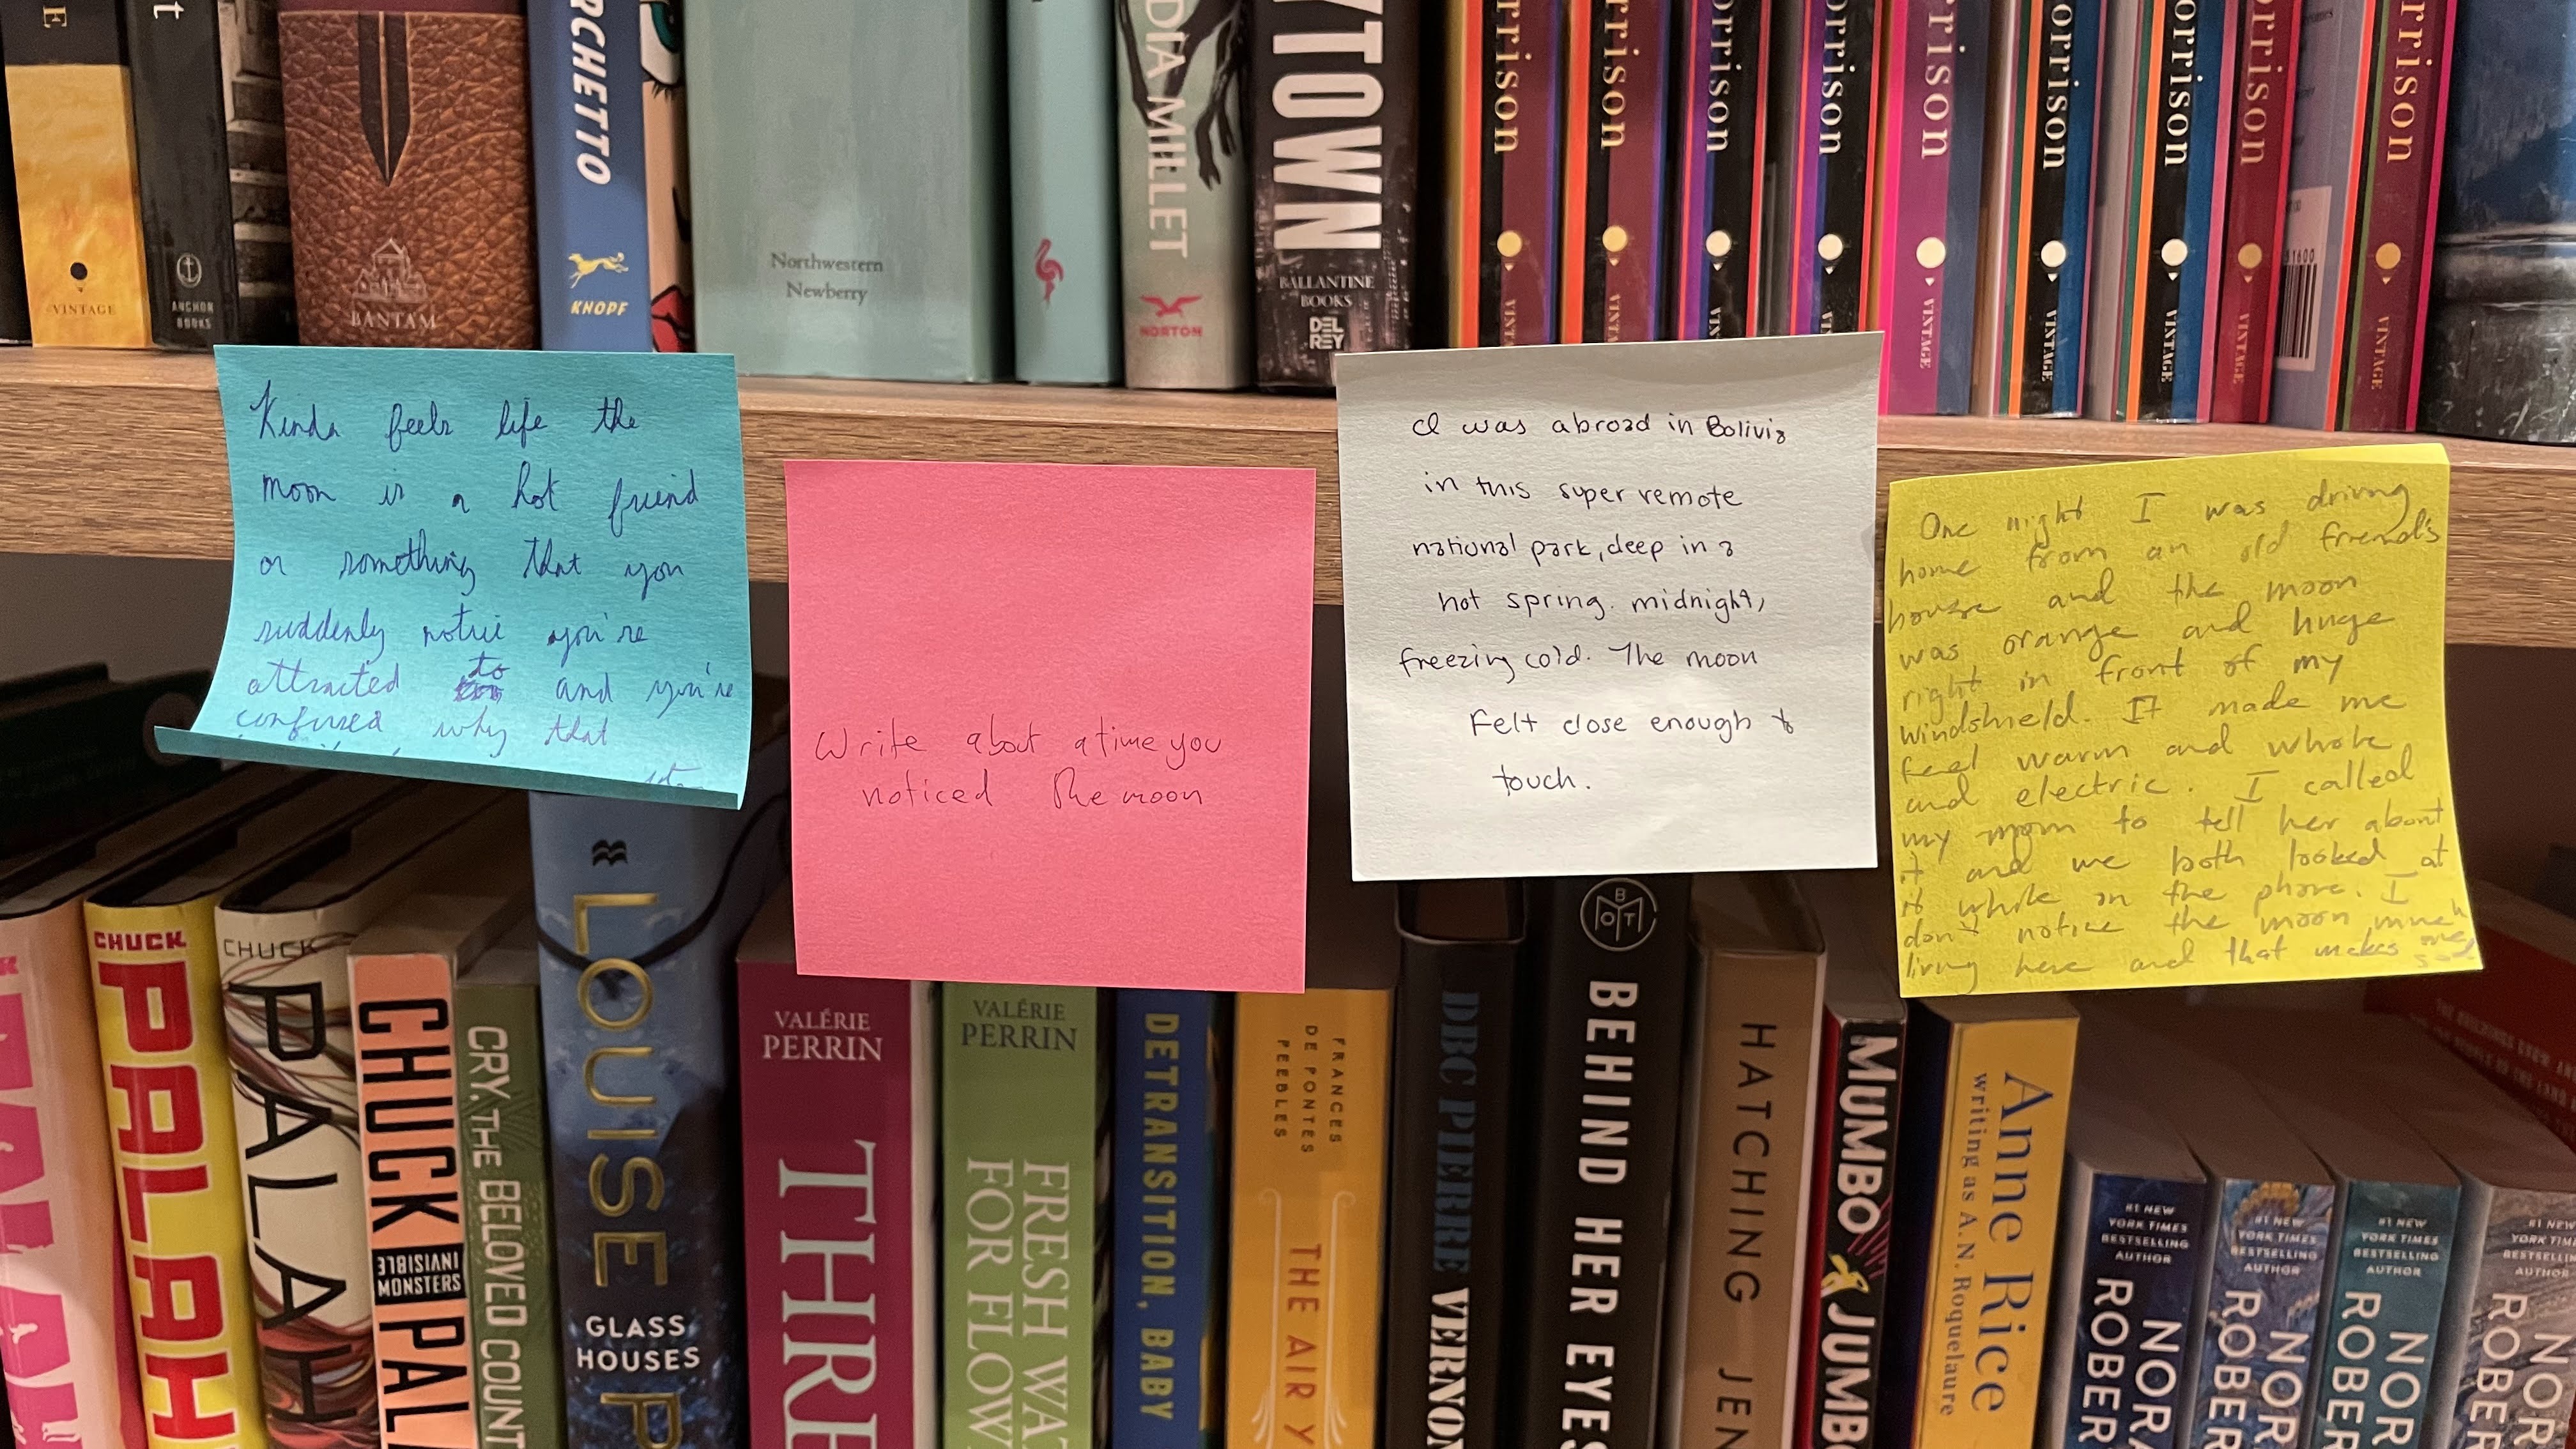 E
t
VINTAGE
ANCHOR
BOOKS
BANTAM
RCHETTO
KNOPF
Northwestern
Newberry
DIA MILLET
NORTON
YTOWN
BALLANTINE
BOOKS
DEL
REY
rrison
VINTAGE
rrison
VINTA
orrison
VIN
orrison
VIN
rrison
VINTAGE
orrison
VINTAGE
orrison
VINTAGE
orrison
VINTAGE
51600
rrison
VINTAGE
Kinda feels life the
moon is a hot friend
or something that you
suddenly notice you're
attracted to and you're
confused why that
Write about a time you
noticed the moon
I was abroad in Bolivia
in this super remote
national park, deep in a
hot spring. midnight,
freezing cold. The moon
Felt close enough to
touch.
One night I was driving
home from an old friend's
house and the moon
was orange and huge
right in front of my
windshield. It made me
feel warm and whole
and electric. I called
my mom to tell her about
it and we both looked at
it while on the phone. I
don't notice the moon much
living here and that makes me
sad
CHUCK
PALAH
CHUCK
PALAH
CHUCK PAL
INVISIBLE
MONSTERS
CRY, THE BELOVED COUNT
LOUISE P
GLASS
HOUSES
VALÉRIE
PERRIN
THRE
VALÉRIE
PERRIN
FRESH WAT
FOR FLOW
DETRANSITION, BABY
FRANCES
DE PONTES
PEEBLES
THE AIR Y
DBC PIERRE VERNON
BOTM
BEHIND HER EYES
HATCHING JEN
MUMBO JUMBO
Anne Rice
writing as A.N. Roquelaure
#1 NEW
YORK TIMES
BESTSELLING
AUTHOR
NORA
ROBER
#1 NEW
YORK TIMES
BESTSELLING
AUTHOR
NORA
ROBER
#1 NEW
YORK TIMES
BESTSELLING
AUTHOR
NOR
ROBER
#1 NEW
YORK TIMES
BESTSELLING
AUTHOR
NOR
ROBER